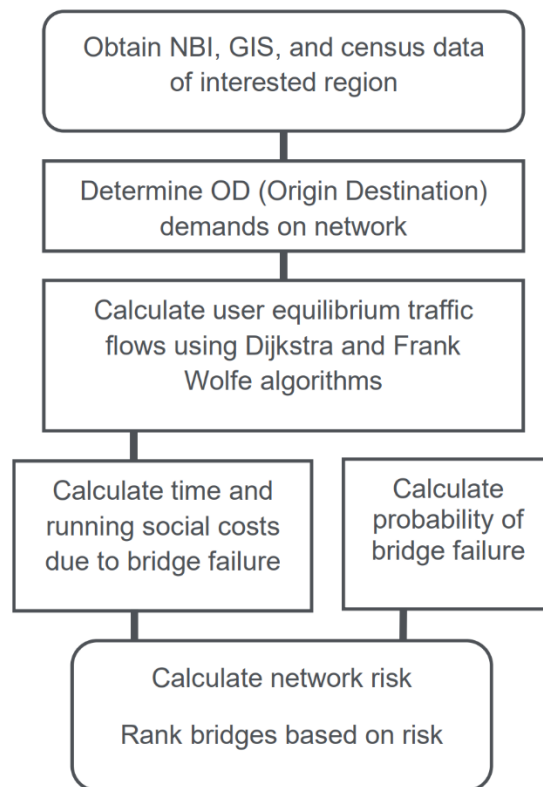 Obtain NBI, GIS, and census data
of interested region
Determine OD (Origin Destination)
demands on network
Calculate user equilibrium traffic
flows using Dijkstra and Frank
Wolfe algorithms
Calculate time and
running social costs
due to bridge failure
Calculate
probability of
bridge failure
Calculate network risk
Rank bridges based on risk